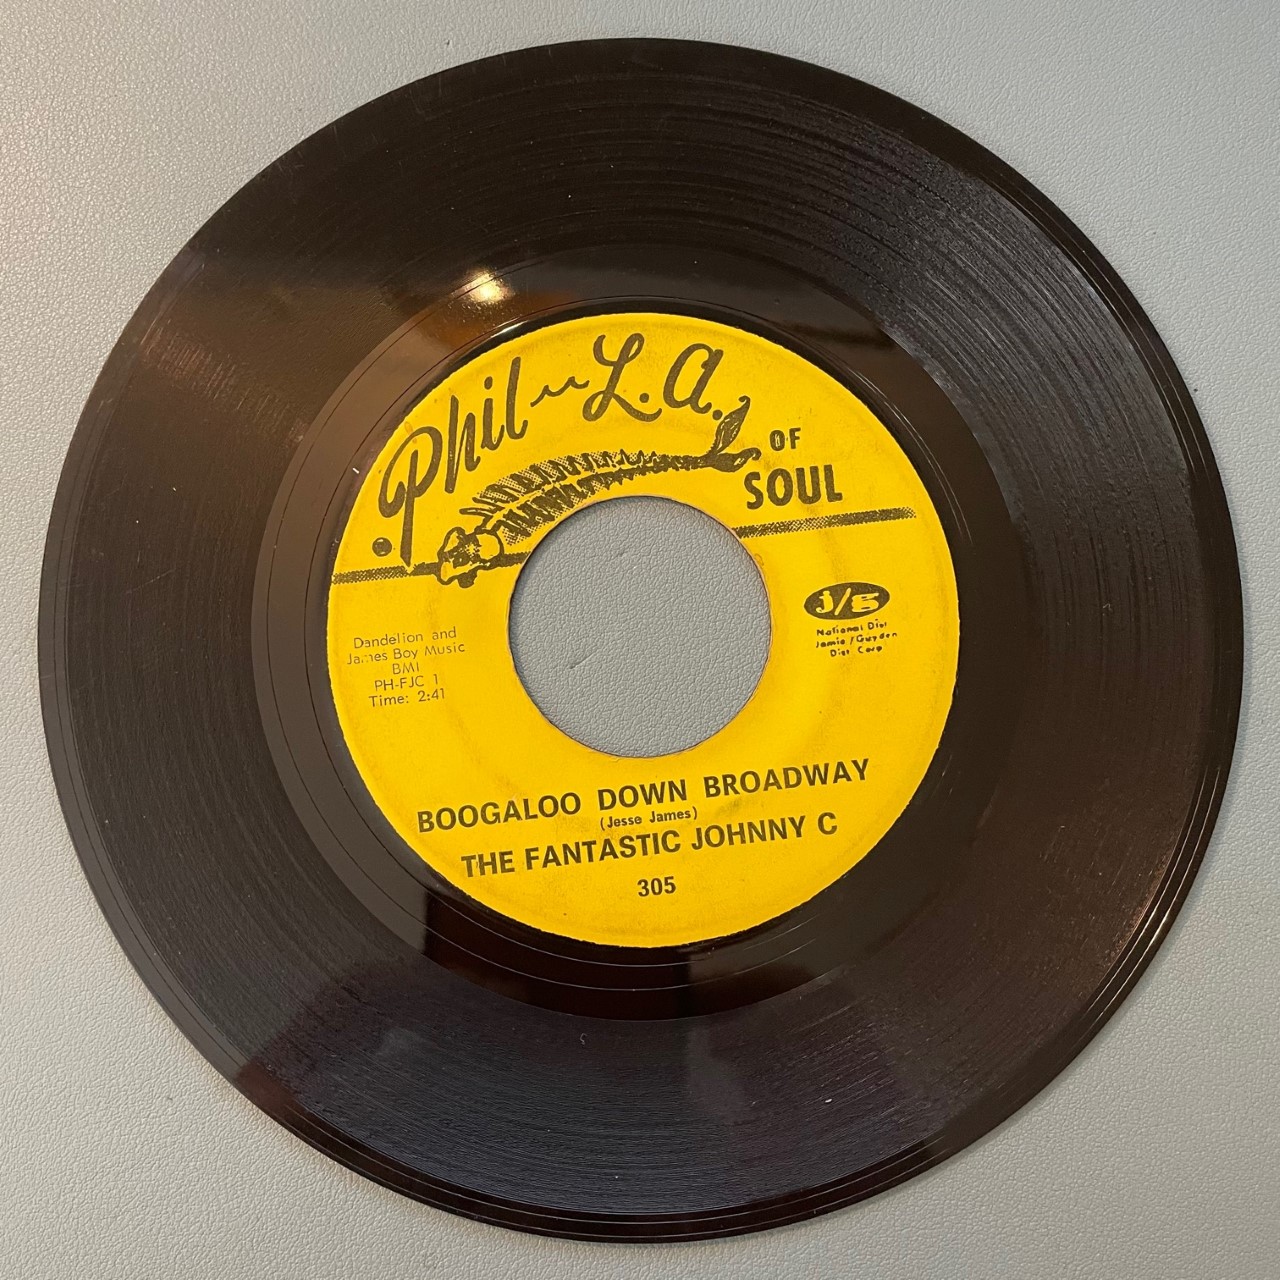 Phil-L.A.
OF
SOUL
j/g
National Dist
Jamie/Guyden
Dist Corp
Dandelion and
James Boy Music
BMI
PH-FJC 1
Time: 2:41
BOOGALOO DOWN BROADWAY
(Jesse James)
THE FANTASTIC JOHNNY C
305